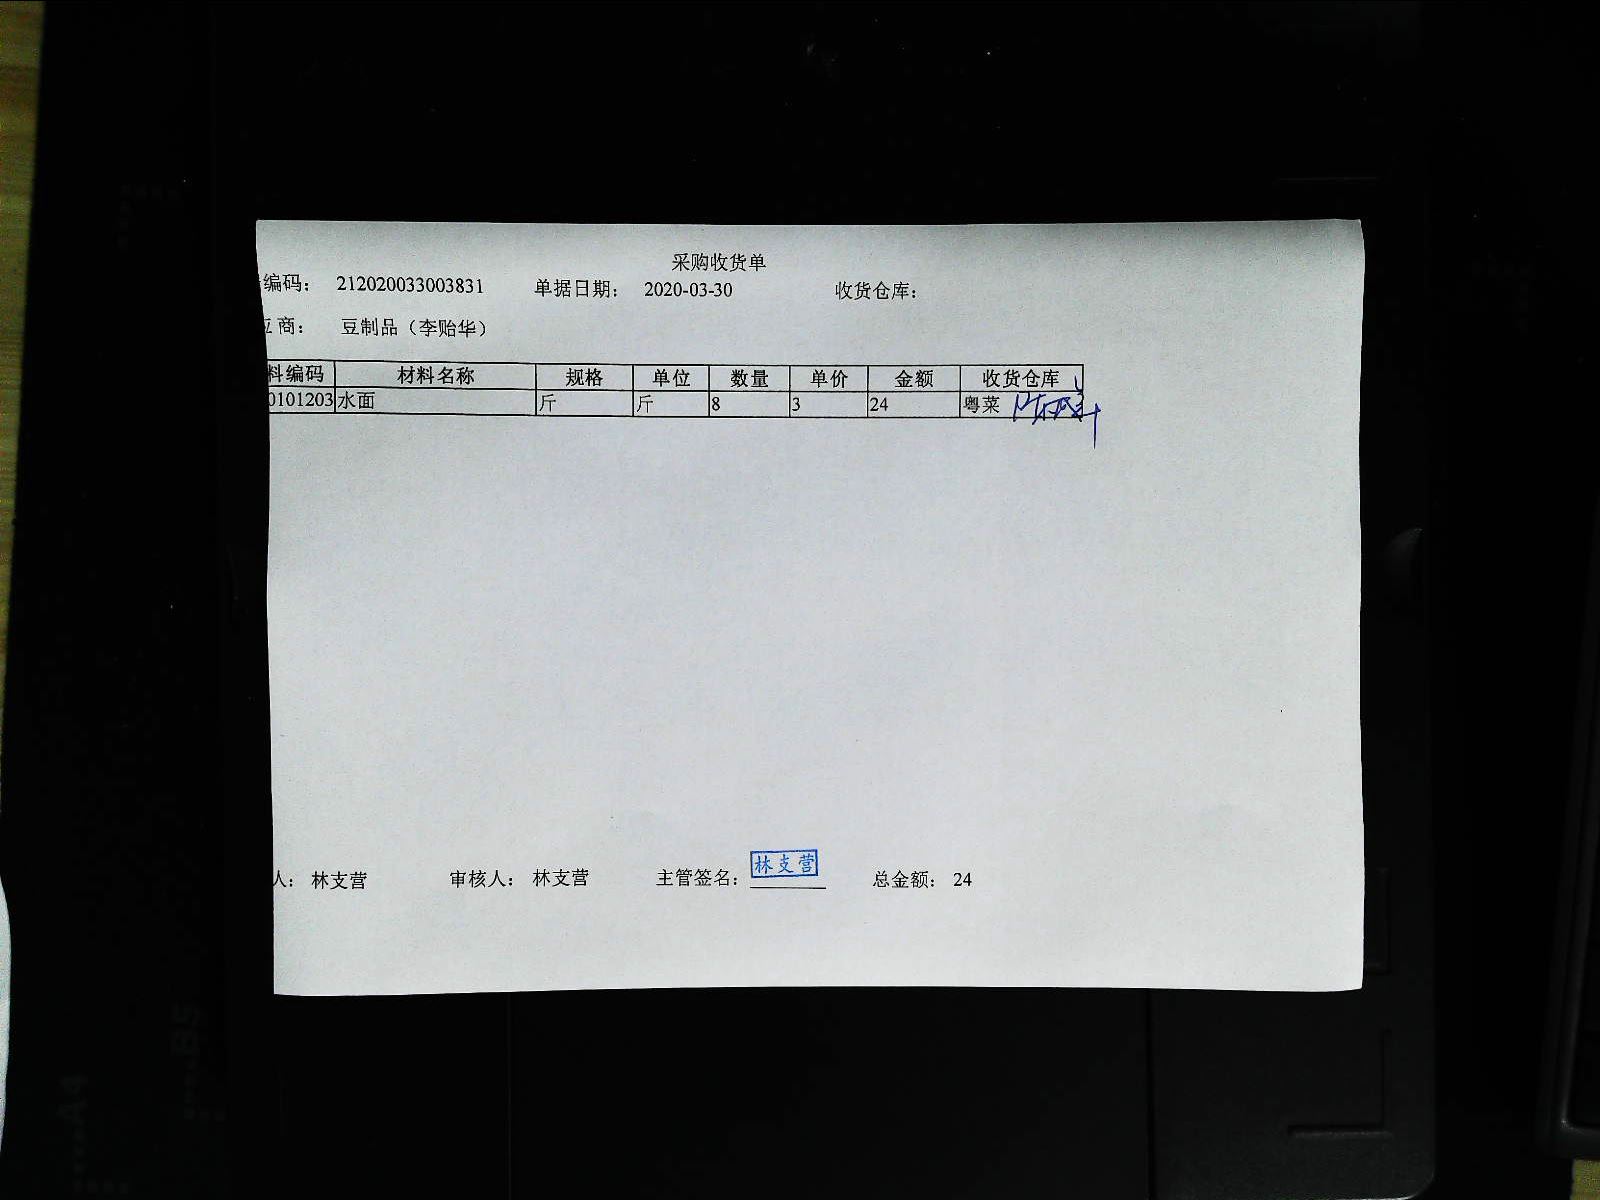 采购收货单
编码： 212020033003831 单据日期： 2020-03-30 收货仓库：
应商： 豆制品（李贻华）
料编码 材料名称 规格 单位 数量 单价 金额 收货仓库
0101203 水面 斤 斤 8 3 24 粤菜
人： 林支营 审核人： 林支营 主管签名： 林支营 总金额： 24
A4
B5